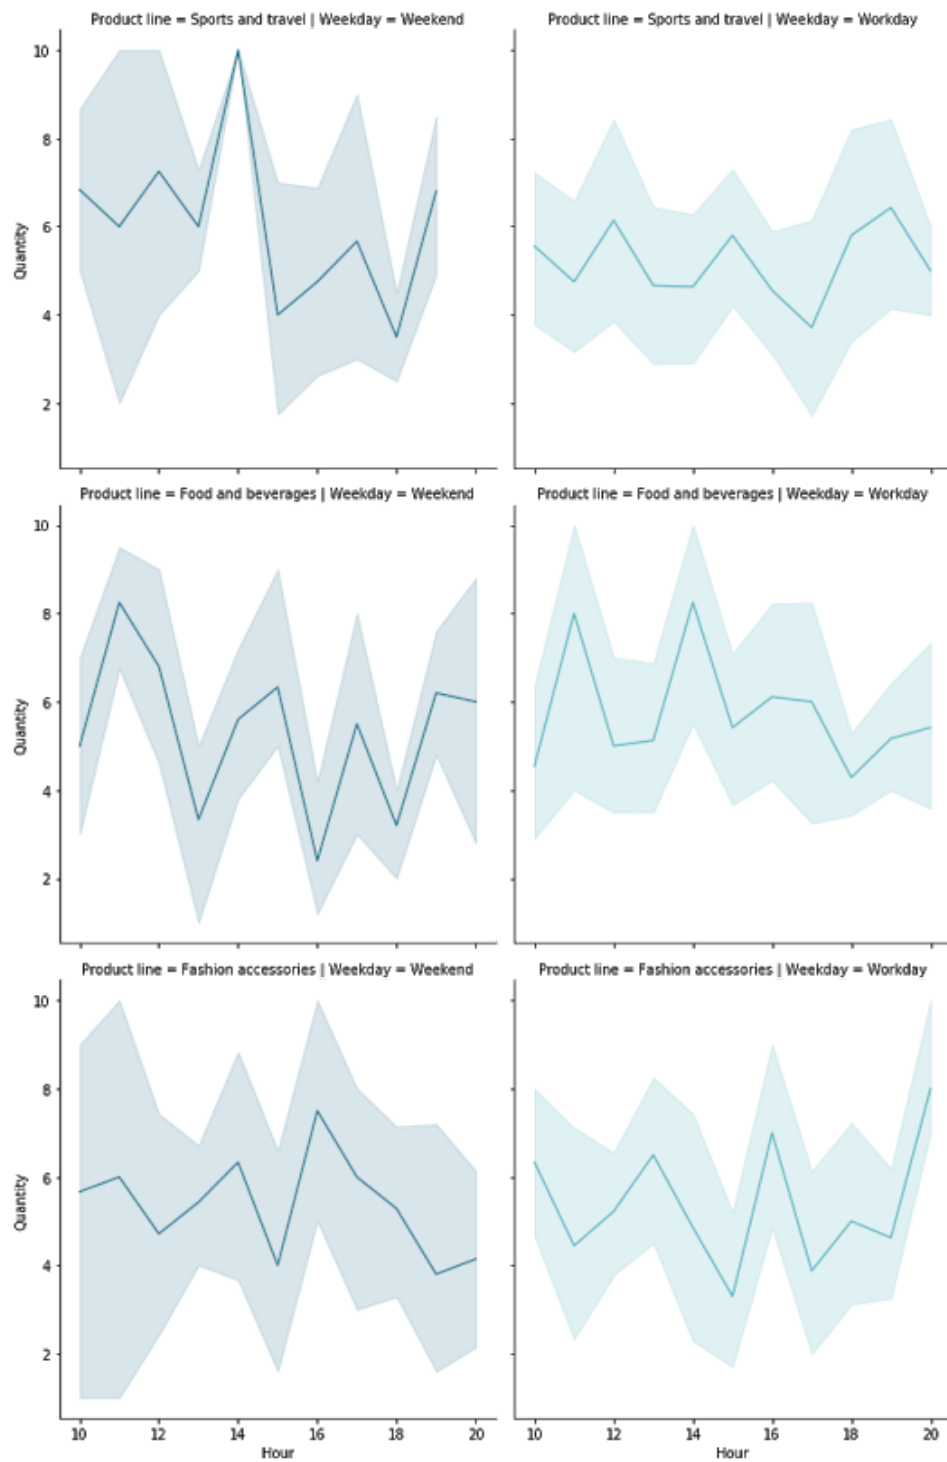 Product line = Sports and travel | Weekday = Weekend
Product line = Sports and travel | Weekday = Workday
10
8
6
4
2
Quantity
Product line = Food and beverages | Weekday = Weekend
Product line = Food and beverages | Weekday = Workday
10
8
6
4
2
Quantity
Product line = Fashion accessories | Weekday = Weekend
Product line = Fashion accessories | Weekday = Workday
10
8
6
4
2
Quantity
10 12 14 16 18 20
Hour
10 12 14 16 18 20
Hour